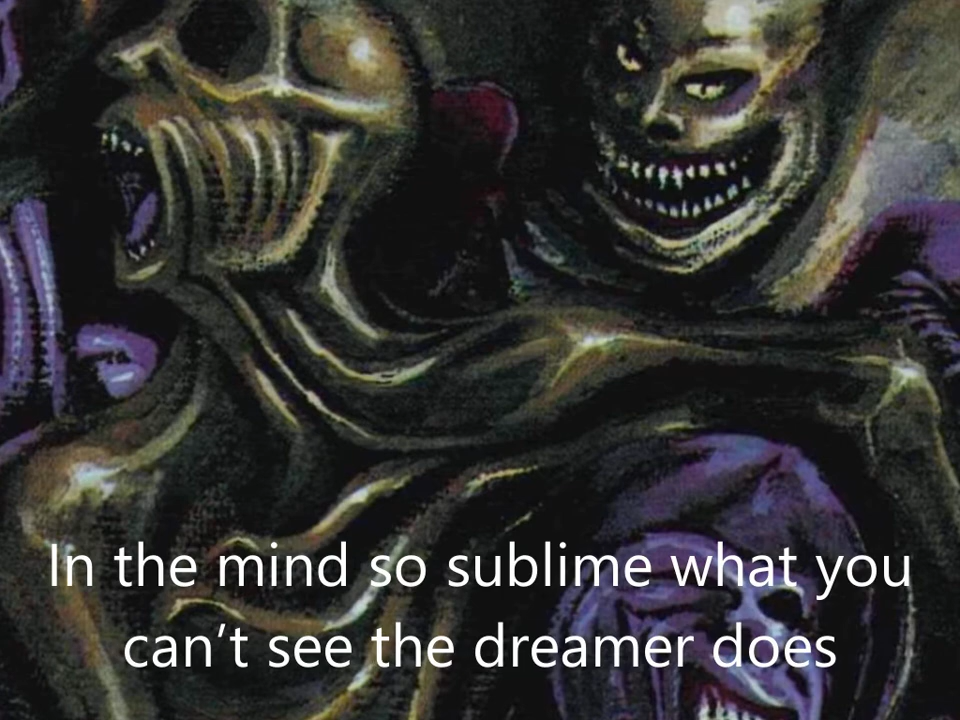 In the mind so sublime what you
can’t see the dreamer does